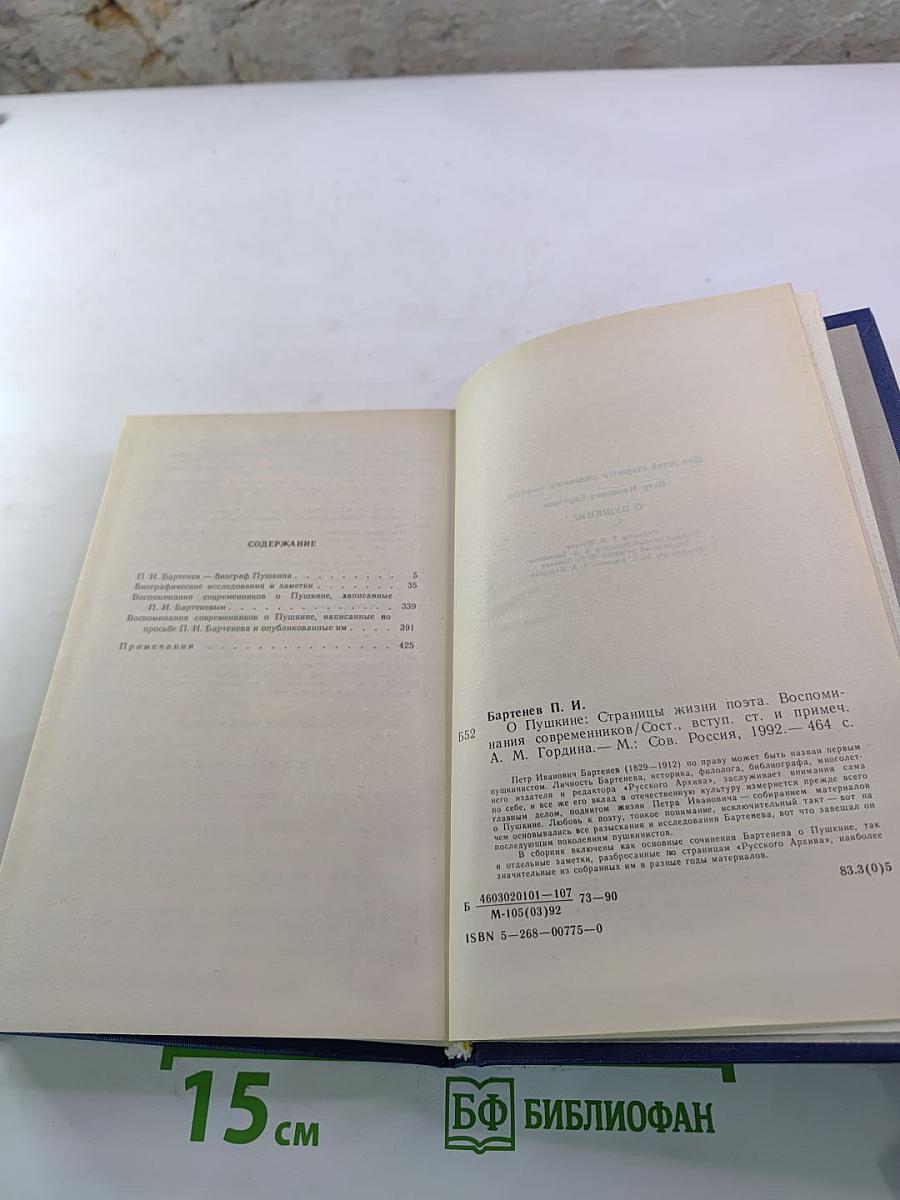 СОДЕРЖАНИЕ
П. И. Бартенев — биограф Пушкина . . . . . . . . . 5
Биографические исследования и заметки . . . . . . . 35
Воспоминания современников о Пушкине, записанные
П. И. Бартеневым . . . . . . . . . . . . . . 339
Воспоминания современников о Пушкине, написанные по
просьбе П. И. Бартенева и опубликованные им . . . . 391
Примечания . . . . . . . . . . . . . . . 425
Бартенев П. И.
Б52 О Пушкине: Страницы жизни поэта. Воспоми-
нания современников/Сост., вступ. ст. и примеч.
А. М. Гордина.— М.: Сов. Россия, 1992.— 464 с.
Петр Иванович Бартенев (1829—1912) по праву может быть назван первым
пушкинистом. Личность Бартенева, историка, филолога, библиографа, многолет-
него издателя и редактора «Русского Архива», заслуживает внимания сама
по себе, и все же его вклад в отечественную культуру измеряется прежде всего
главным делом, подвигом жизни Петра Ивановича — собиранием материалов
о Пушкине. Любовь к поэту, тонкое понимание, исключительный такт — вот на
чем основывались все разыскания и исследования Бартенева, вот что завещал он
последующим поколениям пушкинистов.
В сборник включены как основные сочинения Бартенева о Пушкине, так
и отдельные заметки, разбросанные по страницам «Русского Архива», наиболее
значительные из собранных им в разные годы материалов.
83.3(0)5
Б 4603020101—107 73—90
М-105(03)92
ISBN 5—268—00775—0
15 см
БФ БИБЛИОФАН